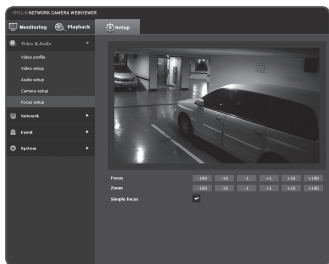 iPOLiS NETWORK CAMERA WEBVIEWER
Monitoring Playback Setup
Video & Audio
Video profile
Video setup
Audio setup
Camera setup
Focus setup
Network
Event
System
Focus -100 -10 -1 +1 +10 +100
Zoom -100 -10 -1 +1 +10 +100
Simple focus